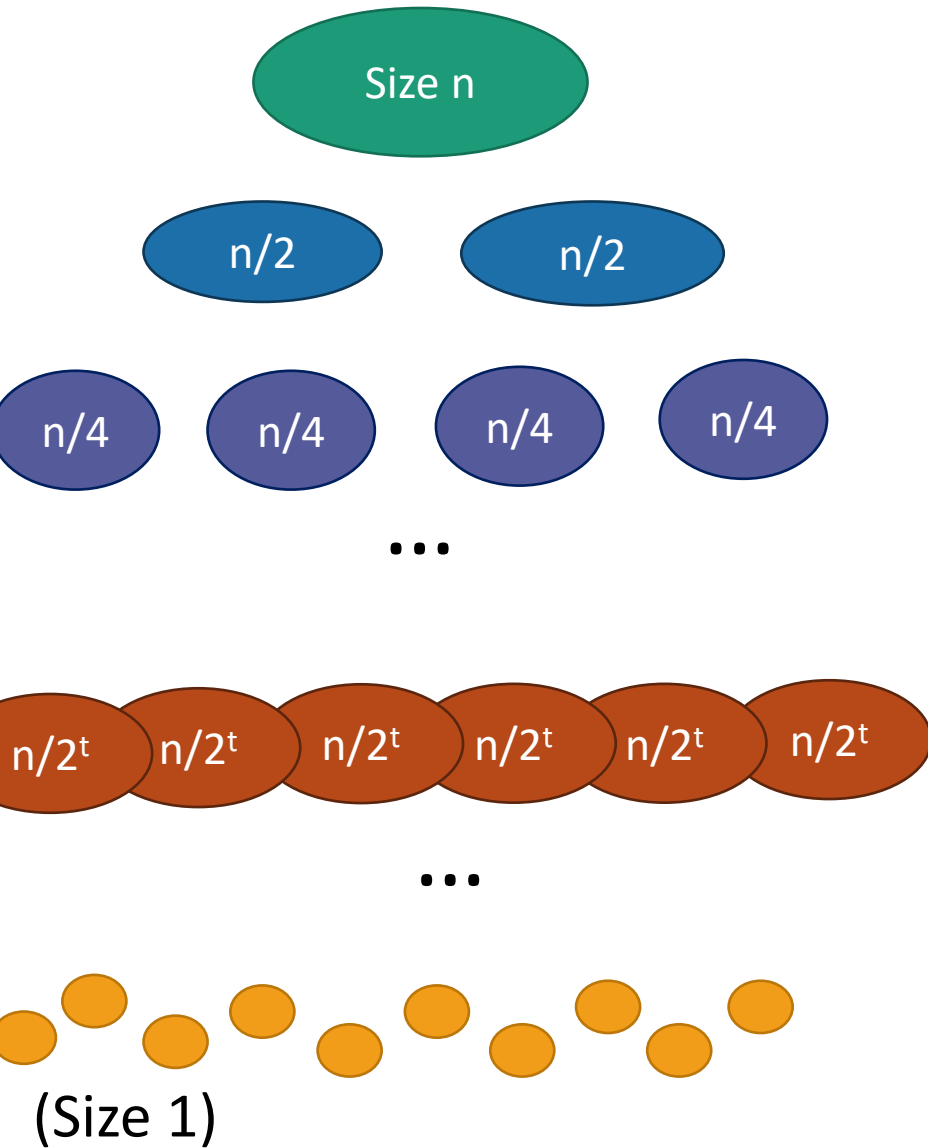 Size n
n/2 n/2
n/4 n/4 n/4 n/4
...
n/2ᵗ n/2ᵗ n/2ᵗ n/2ᵗ n/2ᵗ n/2ᵗ
...
(Size 1)